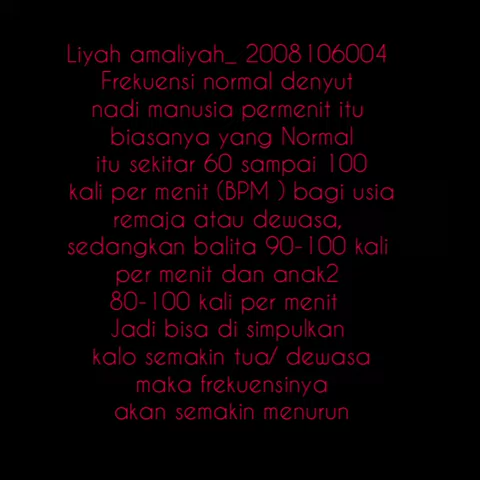 Liyah amaliyah_ 2008106004
Frekuensi normal denyut
nadi manusia permenit itu
biasanya yang Normal
itu sekitar 60 sampai 100
kali per menit (BPM ) bagi usia
remaja atau dewasa,
sedangkan balita 90-100 kali
per menit dan anak2
80-100 kali per menit
Jadi bisa di simpulkan
kalo semakin tua/ dewasa
maka frekuensinya
akan semakin menurun